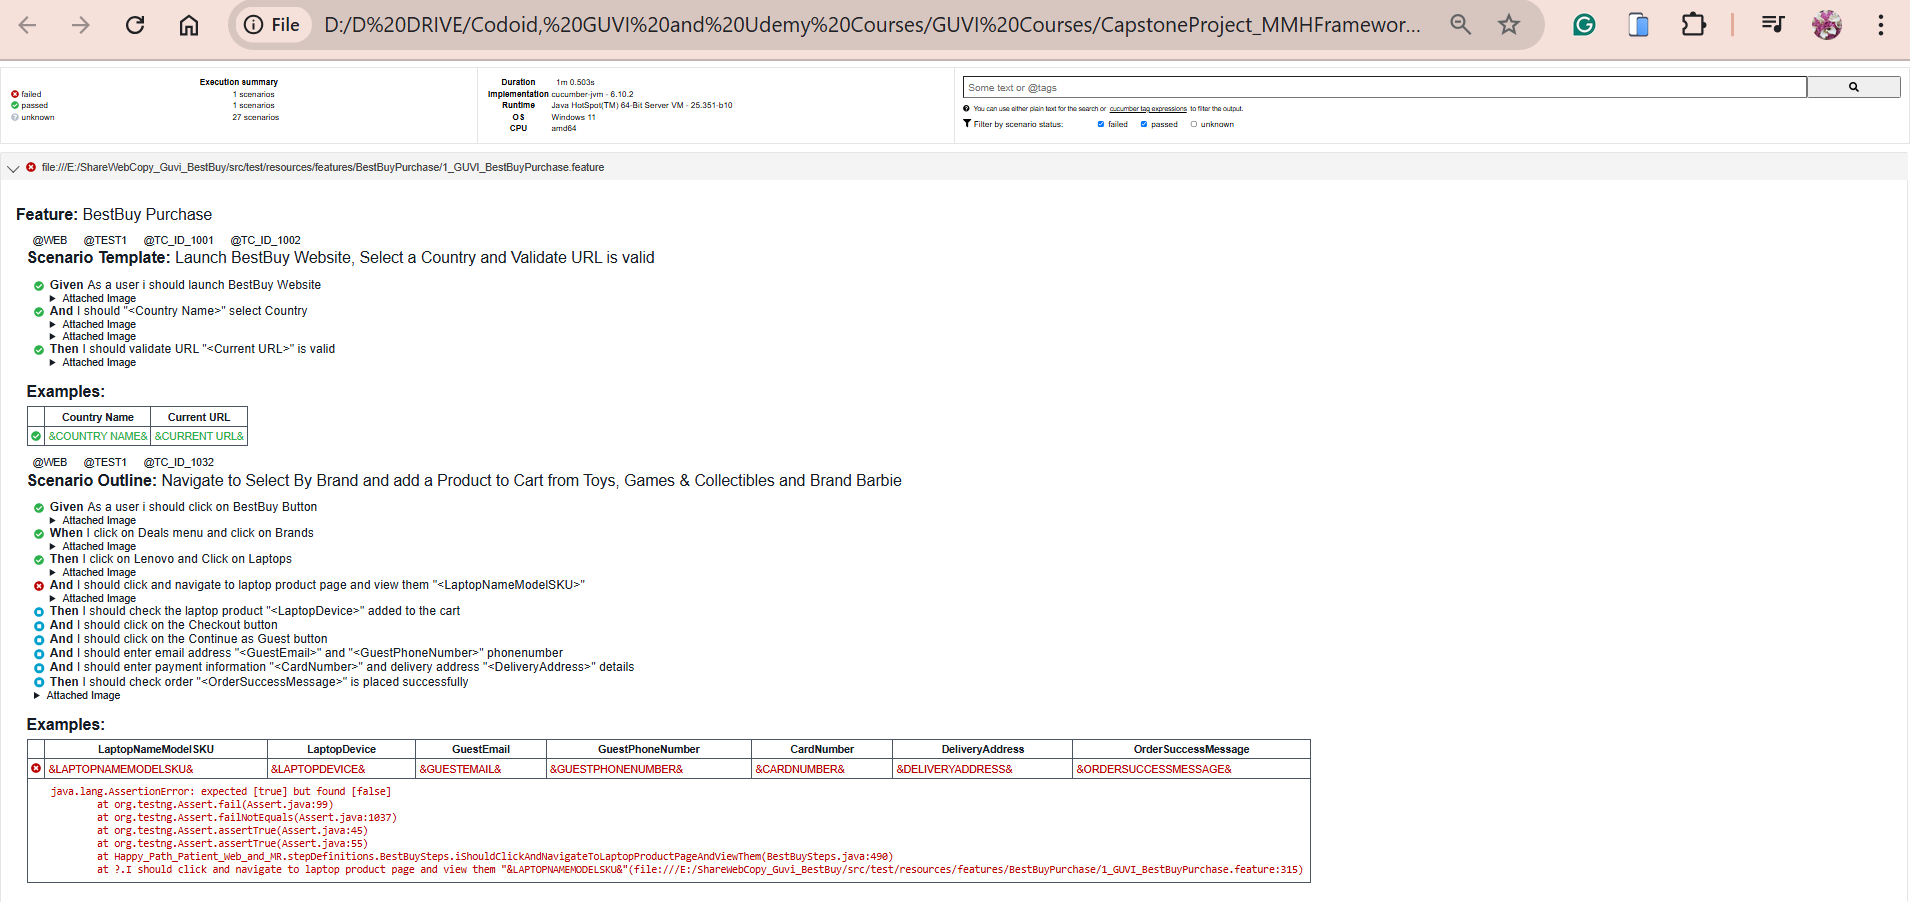 File D:/D%20DRIVE/Codoid,%20GUVI%20and%20Udemy%20Courses/GUVI%20Courses/CapstoneProject_MMHFramewor...
Execution summary
failed 1 scenarios
passed 1 scenarios
unknown 27 scenarios
Duration 1m 0.503s
Implementation cucumber-jvm - 6.10.2
Runtime Java HotSpot(TM) 64-Bit Server VM - 25.351-b10
OS Windows 11
CPU amd64
Some text or @tags
You can use either plain text for the search or cucumber tag expressions to filter the output.
Filter by scenario status: failed passed unknown
file:///E:/ShareWebCopy_Guvi_BestBuy/src/test/resources/features/BestBuyPurchase/1_GUVI_BestBuyPurchase.feature
Feature: BestBuy Purchase
@WEB @TEST1 @TC_ID_1001 @TC_ID_1002
Scenario Template: Launch BestBuy Website, Select a Country and Validate URL is valid
Given As a user i should launch BestBuy Website
Attached Image
And I should "<Country Name>" select Country
Attached Image
Attached Image
Then I should validate URL "<Current URL>" is valid
Attached Image
Examples:
Country Name Current URL
&COUNTRY NAME& &CURRENT URL&
@WEB @TEST1 @TC_ID_1032
Scenario Outline: Navigate to Select By Brand and add a Product to Cart from Toys, Games & Collectibles and Brand Barbie
Given As a user i should click on BestBuy Button
Attached Image
When I click on Deals menu and click on Brands
Attached Image
Then I click on Lenovo and Click on Laptops
Attached Image
And I should click and navigate to laptop product page and view them "<LaptopNameModelSKU>"
Attached Image
Then I should check the laptop product "<LaptopDevice>" added to the cart
And I should click on the Checkout button
And I should click on the Continue as Guest button
And I should enter email address "<GuestEmail>" and "<GuestPhoneNumber>" phonenumber
And I should enter payment information "<CardNumber>" and delivery address "<DeliveryAddress>" details
Then I should check order "<OrderSuccessMessage>" is placed successfully
Attached Image
Examples:
LaptopNameModelSKU LaptopDevice GuestEmail GuestPhoneNumber CardNumber DeliveryAddress OrderSuccessMessage
&LAPTOPNAMEMODELSKU& &LAPTOPDEVICE& &GUESTEMAIL& &GUESTPHONENUMBER& &CARDNUMBER& &DELIVERYADDRESS& &ORDERSUCCESSMESSAGE&
java.lang.AssertionError: expected [true] but found [false]
at org.testng.Assert.fail(Assert.java:99)
at org.testng.Assert.failNotEquals(Assert.java:1037)
at org.testng.Assert.assertTrue(Assert.java:45)
at org.testng.Assert.assertTrue(Assert.java:55)
at Happy_Path_Patient_Web_and_MR.stepDefinitions.BestBuySteps.iShouldClickAndNavigateToLaptopProductPageAndViewThem(BestBuySteps.java:490)
at ?.I should click and navigate to laptop product page and view them "&LAPTOPNAMEMODELSKU&"(file:///E:/ShareWebCopy_Guvi_BestBuy/src/test/resources/features/BestBuyPurchase/1_GUVI_BestBuyPurchase.feature:315)